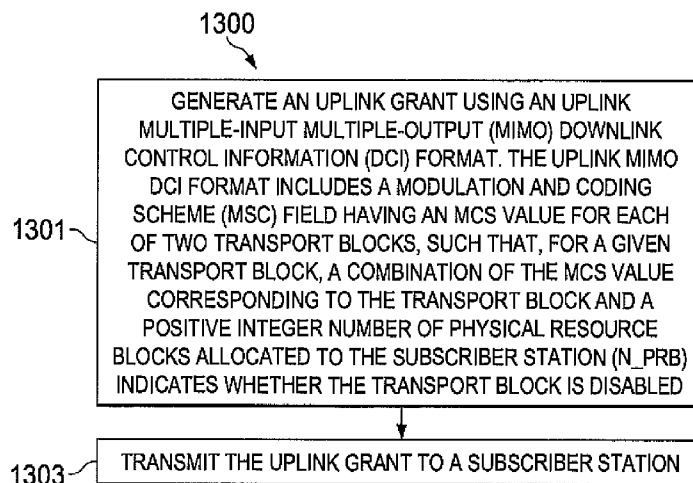 1300
GENERATE AN UPLINK GRANT USING AN UPLINK
MULTIPLE-INPUT MULTIPLE-OUTPUT (MIMO) DOWNLINK
CONTROL INFORMATION (DCI) FORMAT. THE UPLINK MIMO
DCI FORMAT INCLUDES A MODULATION AND CODING
SCHEME (MSC) FIELD HAVING AN MCS VALUE FOR EACH
OF TWO TRANSPORT BLOCKS, SUCH THAT, FOR A GIVEN
TRANSPORT BLOCK, A COMBINATION OF THE MCS VALUE
CORRESPONDING TO THE TRANSPORT BLOCK AND A
POSITIVE INTEGER NUMBER OF PHYSICAL RESOURCE
BLOCKS ALLOCATED TO THE SUBSCRIBER STATION (N_PRB)
INDICATES WHETHER THE TRANSPORT BLOCK IS DISABLED
1301
TRANSMIT THE UPLINK GRANT TO A SUBSCRIBER STATION
1303